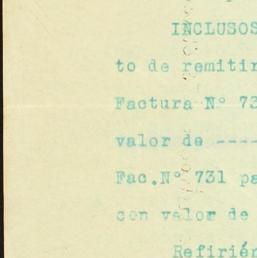 INCLUSOS
to de remitir
Factura Nº 73
valor de ----
Fac.Nº 731 pa
con valor de
Refirién